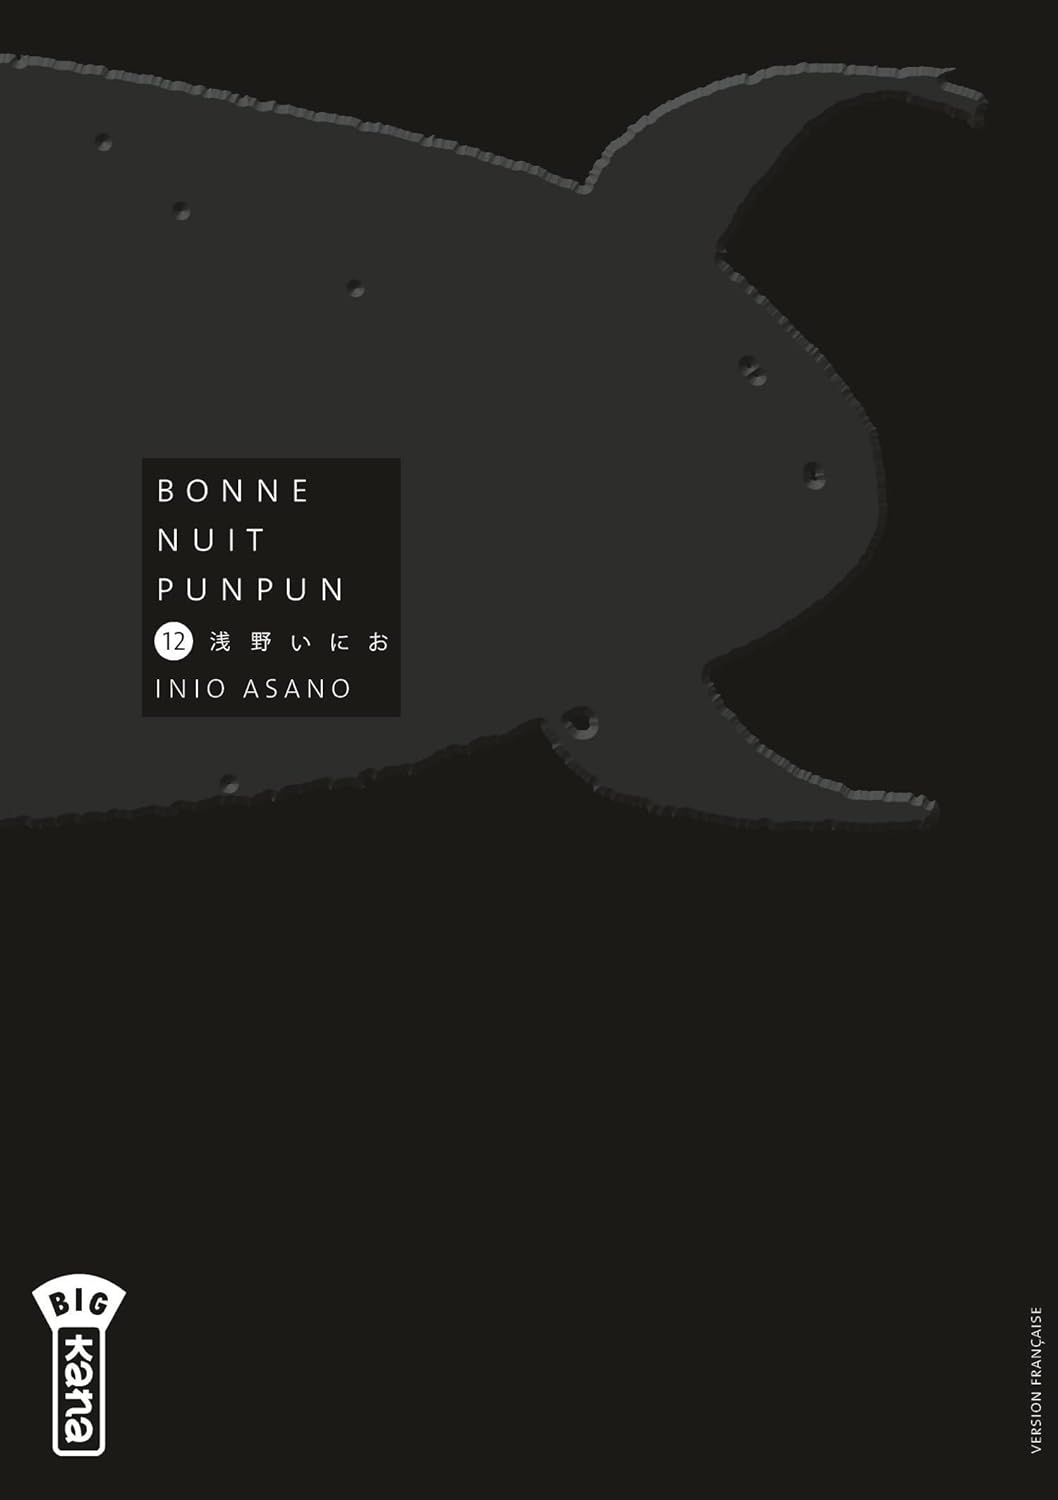 BONNE
NUIT
PUNPUN
12 浅野いにお
INIO ASANO
BIG
kana
VERSION FRANÇAISE